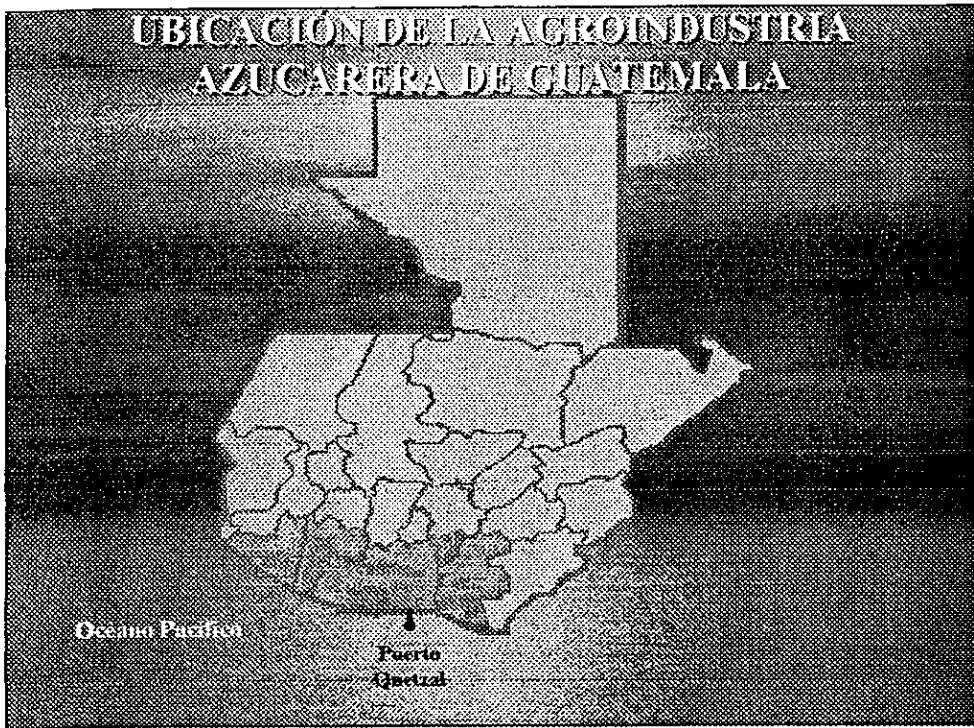 UBICACIÓN DE LA AGROINDUSTRIA
AZUCARERA DE GUATEMALA
Oceano Pacifico
Puerto
Quetzal